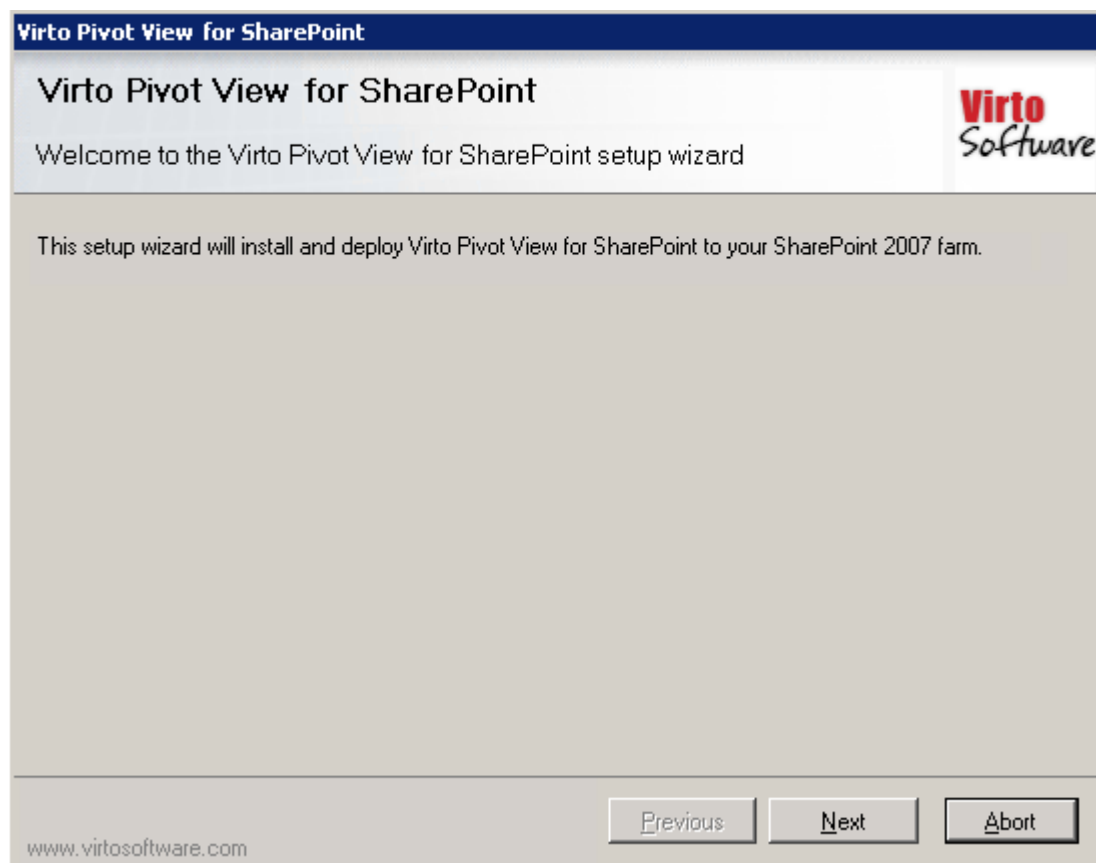 Virto Pivot View for SharePoint
Virto Pivot View for SharePoint
Virto
Software
Welcome to the Virto Pivot View for SharePoint setup wizard
This setup wizard will install and deploy Virto Pivot View for SharePoint to your SharePoint 2007 farm.
Previous
Next
Abort
www.virtosoftware.com